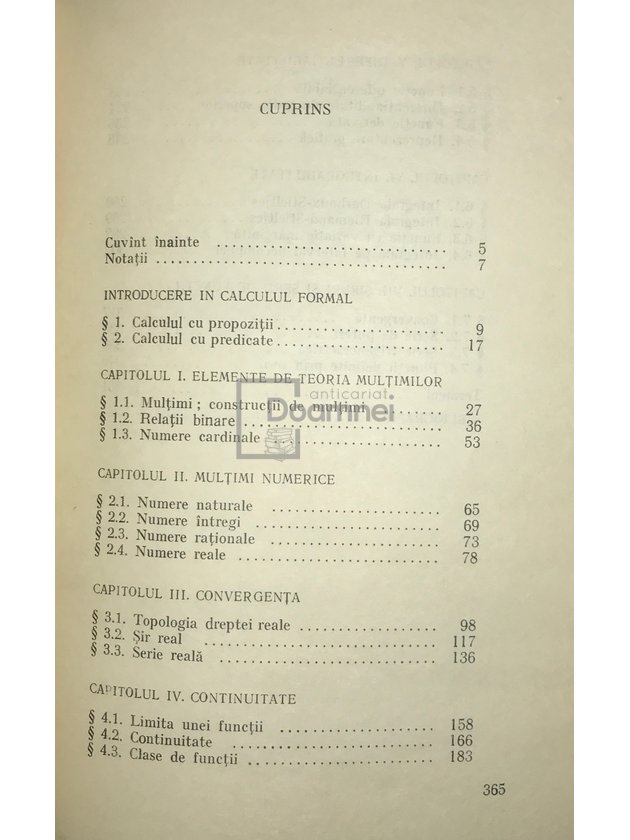 CUPRINS
Cuvînt înainte .............................. 5
Notații ...................................... 7
INTRODUCERE IN CALCULUL FORMAL
§ 1. Calculul cu propoziții ........................ 9
§ 2. Calculul cu predicate ........................ 17
CAPITOLUL I. ELEMENTE DE TEORIA MULȚIMILOR
§ 1.1. Mulțimi ; construcții de mulțimi ........ 27
§ 1.2. Relații binare ........................ 36
§ 1.3. Numere cardinale ........................ 53
anticariat
Doamnei
CAPITOLUL II. MULȚIMI NUMERICE
§ 2.1. Numere naturale ........................ 65
§ 2.2. Numere întregi ........................ 69
§ 2.3. Numere raționale ........................ 73
§ 2.4. Numere reale ........................ 78
CAPITOLUL III. CONVERGENȚA
§ 3.1. Topologia dreptei reale .................. 98
§ 3.2. Șir real .............................. 117
§ 3.3. Serie reală ............................ 136
CAPITOLUL IV. CONTINUITATE
§ 4.1. Limita unei funcții .................... 158
§ 4.2. Continuitate .......................... 166
§ 4.3. Clase de funcții ........................ 183
365